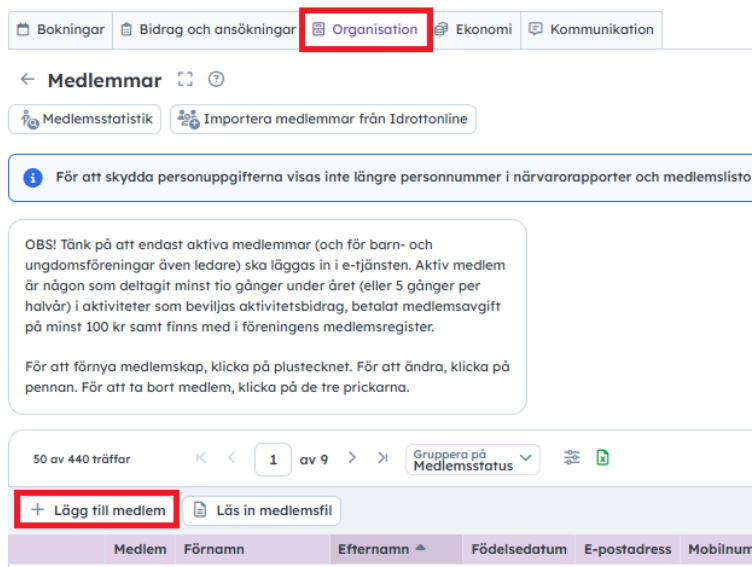 Bokningar Bidrag och ansökningar Organisation Ekonomi Kommunikation
Medlemmar
Medlemsstatistik Importera medlemmar från Idrottonline
För att skydda personuppgifterna visas inte längre personnummer i närvarorapporter och medlemslisto
OBS! Tänk på att endast aktiva medlemmar (och för barn- och
ungdomsföreningar även ledare) ska läggas in i e-tjänsten. Aktiv medlem
är någon som deltagit minst tio gånger under året (eller 5 gånger per
halvår) i aktiviteter som beviljas aktivitetsbidrag, betalat medlemsavgift
på minst 100 kr samt finns med i föreningens medlemsregister.
För att förnya medlemskap, klicka på plustecknet. För att ändra, klicka på
pennan. För att ta bort medlem, klicka på de tre prickarna.
50 av 440 träffar 1 av 9 Gruppera på
Medlemsstatus
+ Lägg till medlem Läs in medlemsfil
Medlem Förnamn Efternamn Födelsedatum E-postadress Mobilnum